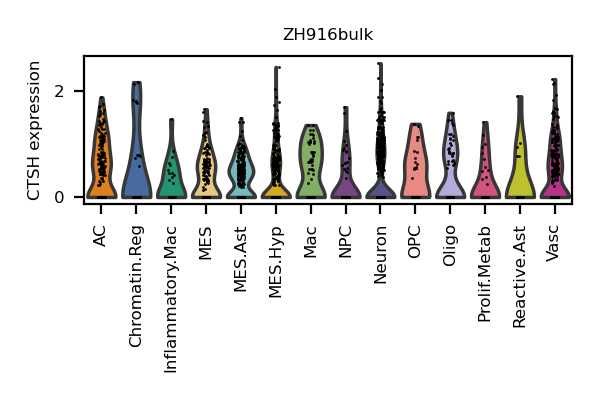 ZH916bulk
CTSH expression
2
0
AC
Chromatin.Reg
Inflammatory.Mac
MES
MES.Ast
MES.Hyp
Mac
NPC
Neuron
OPC
Oligo
Prolif.Metab
Reactive.Ast
Vasc